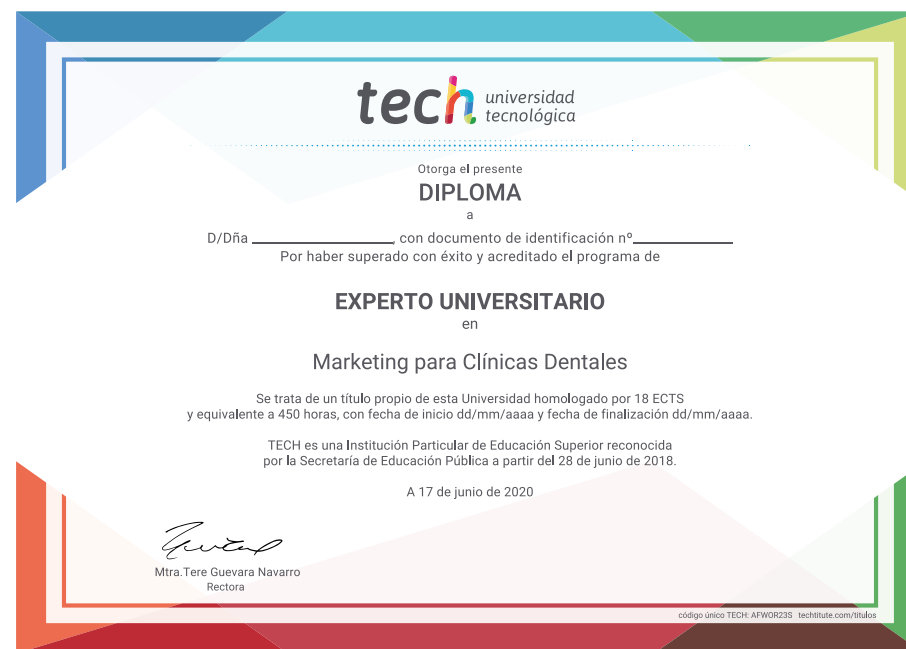 tech universidad
tecnológica
Otorga el presente
DIPLOMA
a
D/Dña ____________, con documento de identificación nº____________
Por haber superado con éxito y acreditado el programa de
EXPERTO UNIVERSITARIO
en
Marketing para Clínicas Dentales
Se trata de un título propio de esta Universidad homologado por 18 ECTS
y equivalente a 450 horas, con fecha de inicio dd/mm/aaaa y fecha de finalización dd/mm/aaaa.
TECH es una Institución Particular de Educación Superior reconocida
por la Secretaría de Educación Pública a partir del 28 de junio de 2018.
A 17 de junio de 2020
Mtra.Tere Guevara Navarro
Rectora
código único TECH: AFWOR23S techtitute.com/titulos